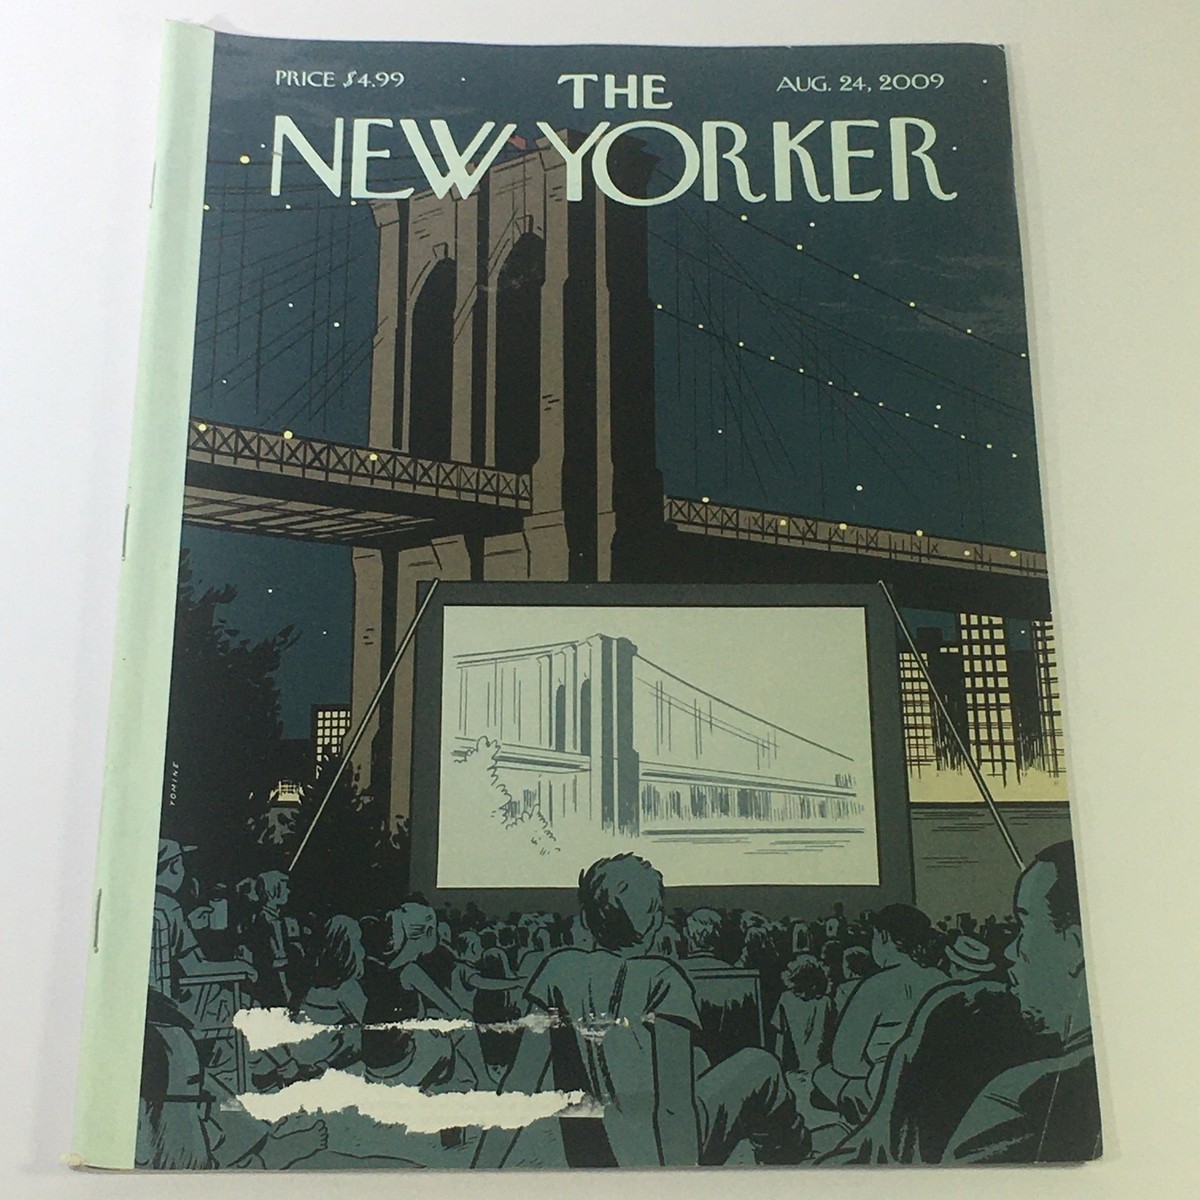 PRICE $4.99
THE
AUG. 24, 2009
NEW YORKER
TOMINE